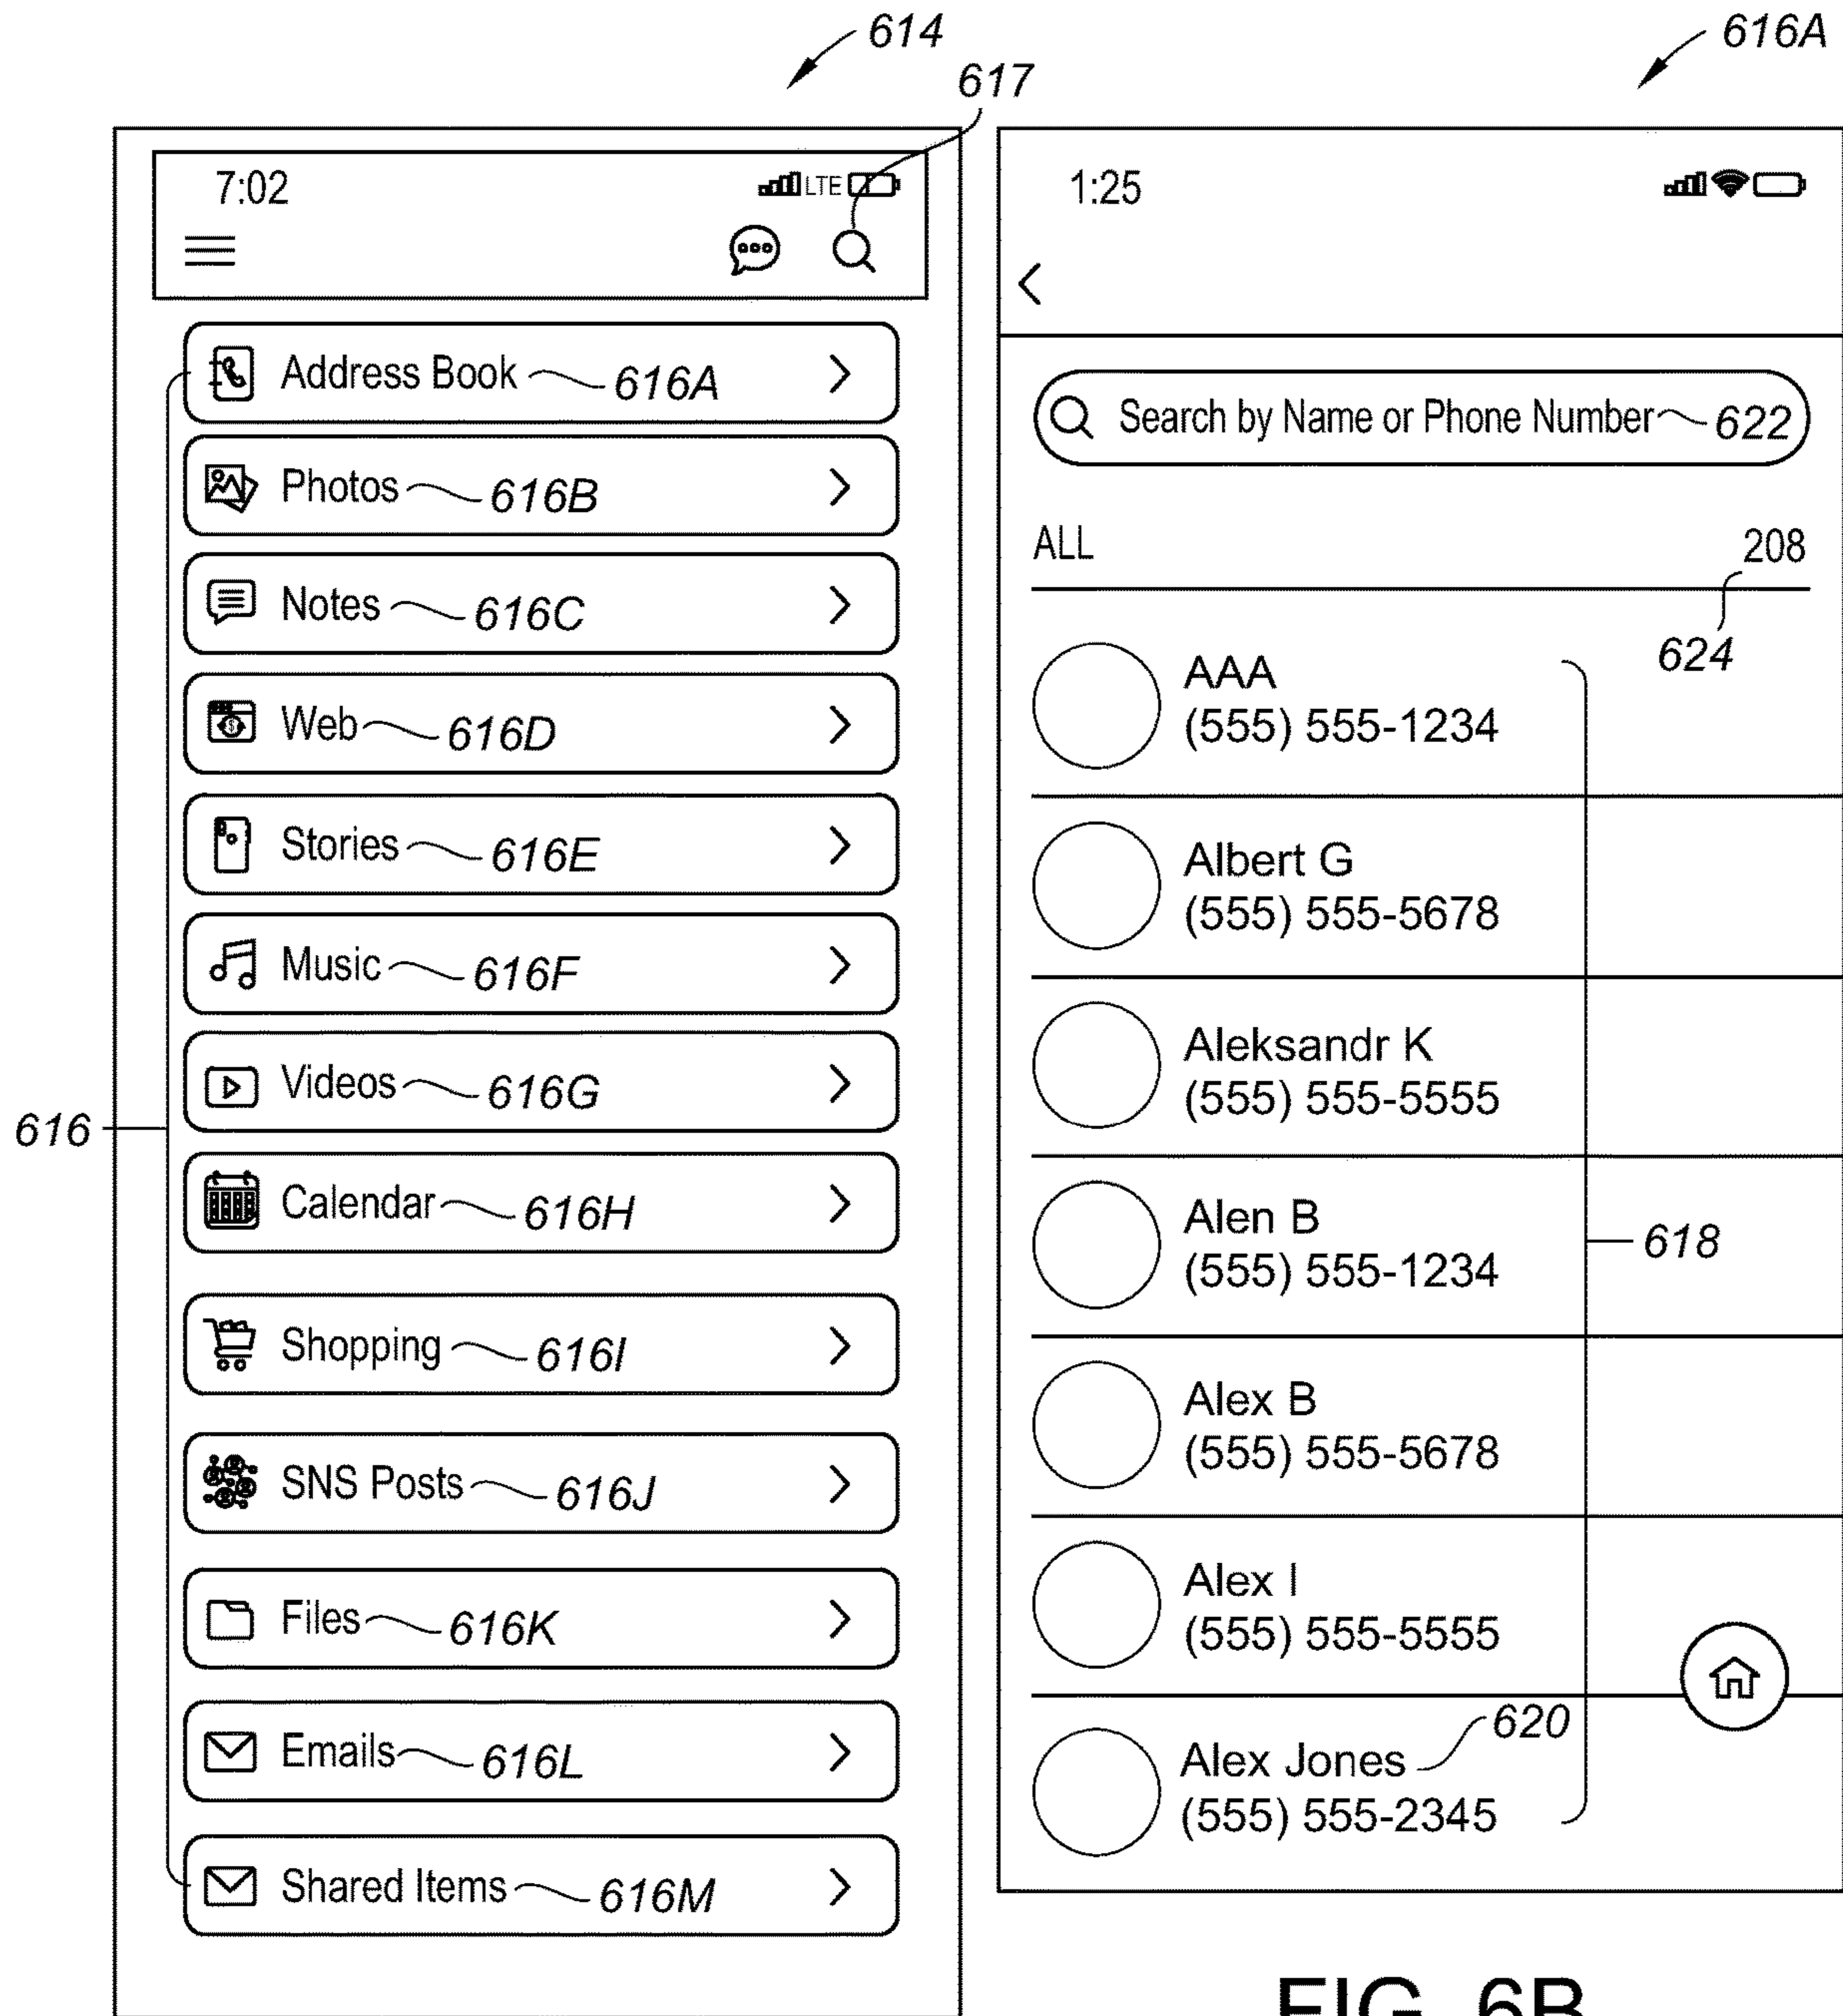 614
617
7:02
LTE
Address Book 616A
Photos 616B
Notes 616C
Web 616D
Stories 616E
Music 616F
Videos 616G
616
Calendar 616H
Shopping 616I
SNS Posts 616J
Files 616K
Emails 616L
Shared Items 616M
616A
1:25
Search by Name or Phone Number 622
ALL 208
624
AAA
(555) 555-1234
Albert G
(555) 555-5678
Aleksandr K
(555) 555-5555
Alen B
(555) 555-1234
618
Alex B
(555) 555-5678
Alex I
(555) 555-5555
620
Alex Jones
(555) 555-2345
FIG. 6B